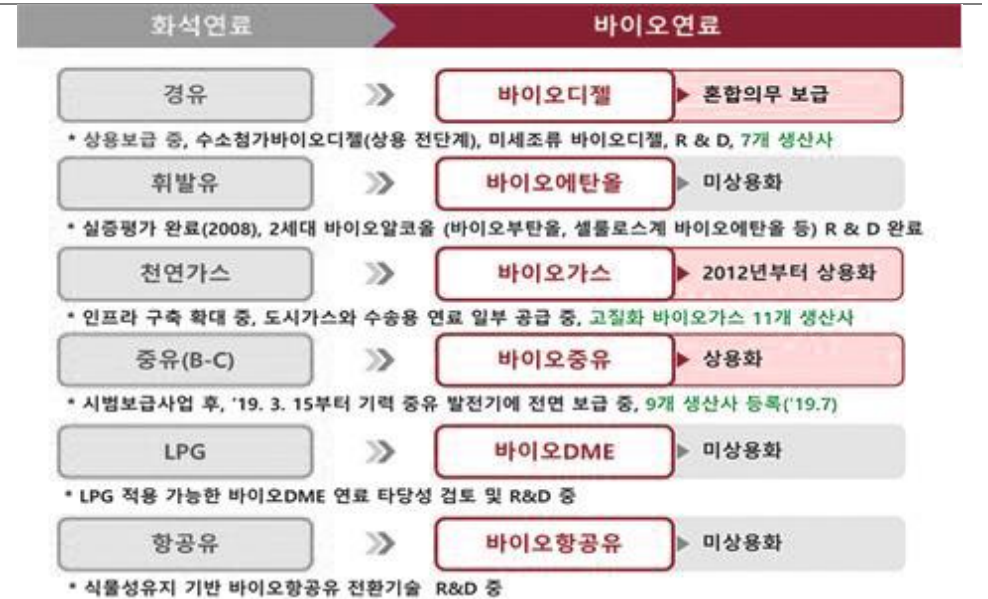 화석연료 바이오연료
경유 바이오디젤 혼합의무 보급
* 상용보급 중, 수소첨가바이오디젤(상용 전단계), 미세조류 바이오디젤, R & D, 7개 생산사
휘발유 바이오에탄올 미상용화
* 실증평가 완료(2008), 2세대 바이오알코올 (바이오부탄올, 셀룰로스계 바이오에탄올 등) R & D 완료
천연가스 바이오가스 2012년부터 상용화
* 인프라 구축 확대 중, 도시가스와 수송용 연료 일부 공급 중, 고질화 바이오가스 11개 생산사
중유(B-C) 바이오중유 상용화
* 시범보급사업 후, '19. 3. 15부터 기력 중유 발전기에 전면 보급 중, 9개 생산사 등록('19.7)
LPG 바이오DME 미상용화
* LPG 적용 가능한 바이오DME 연료 타당성 검토 및 R&D 중
항공유 바이오항공유 미상용화
* 식물성유지 기반 바이오항공유 전환기술 R&D 중